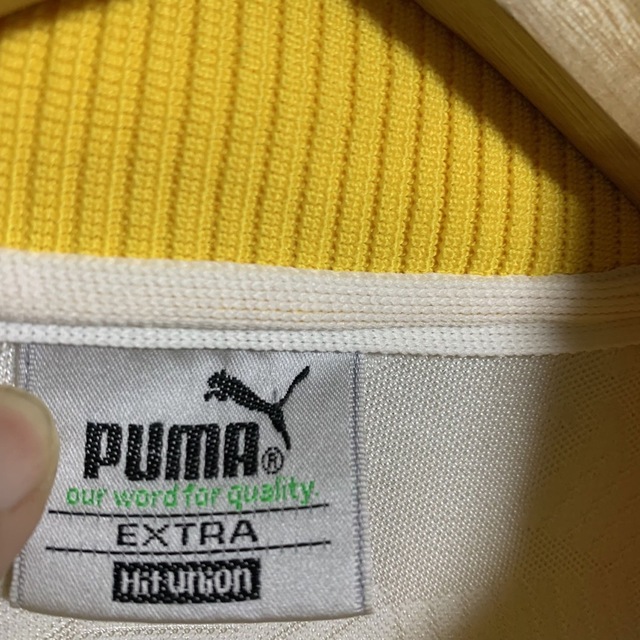 PUMA®
our word for quality.
EXTRA
Hit union